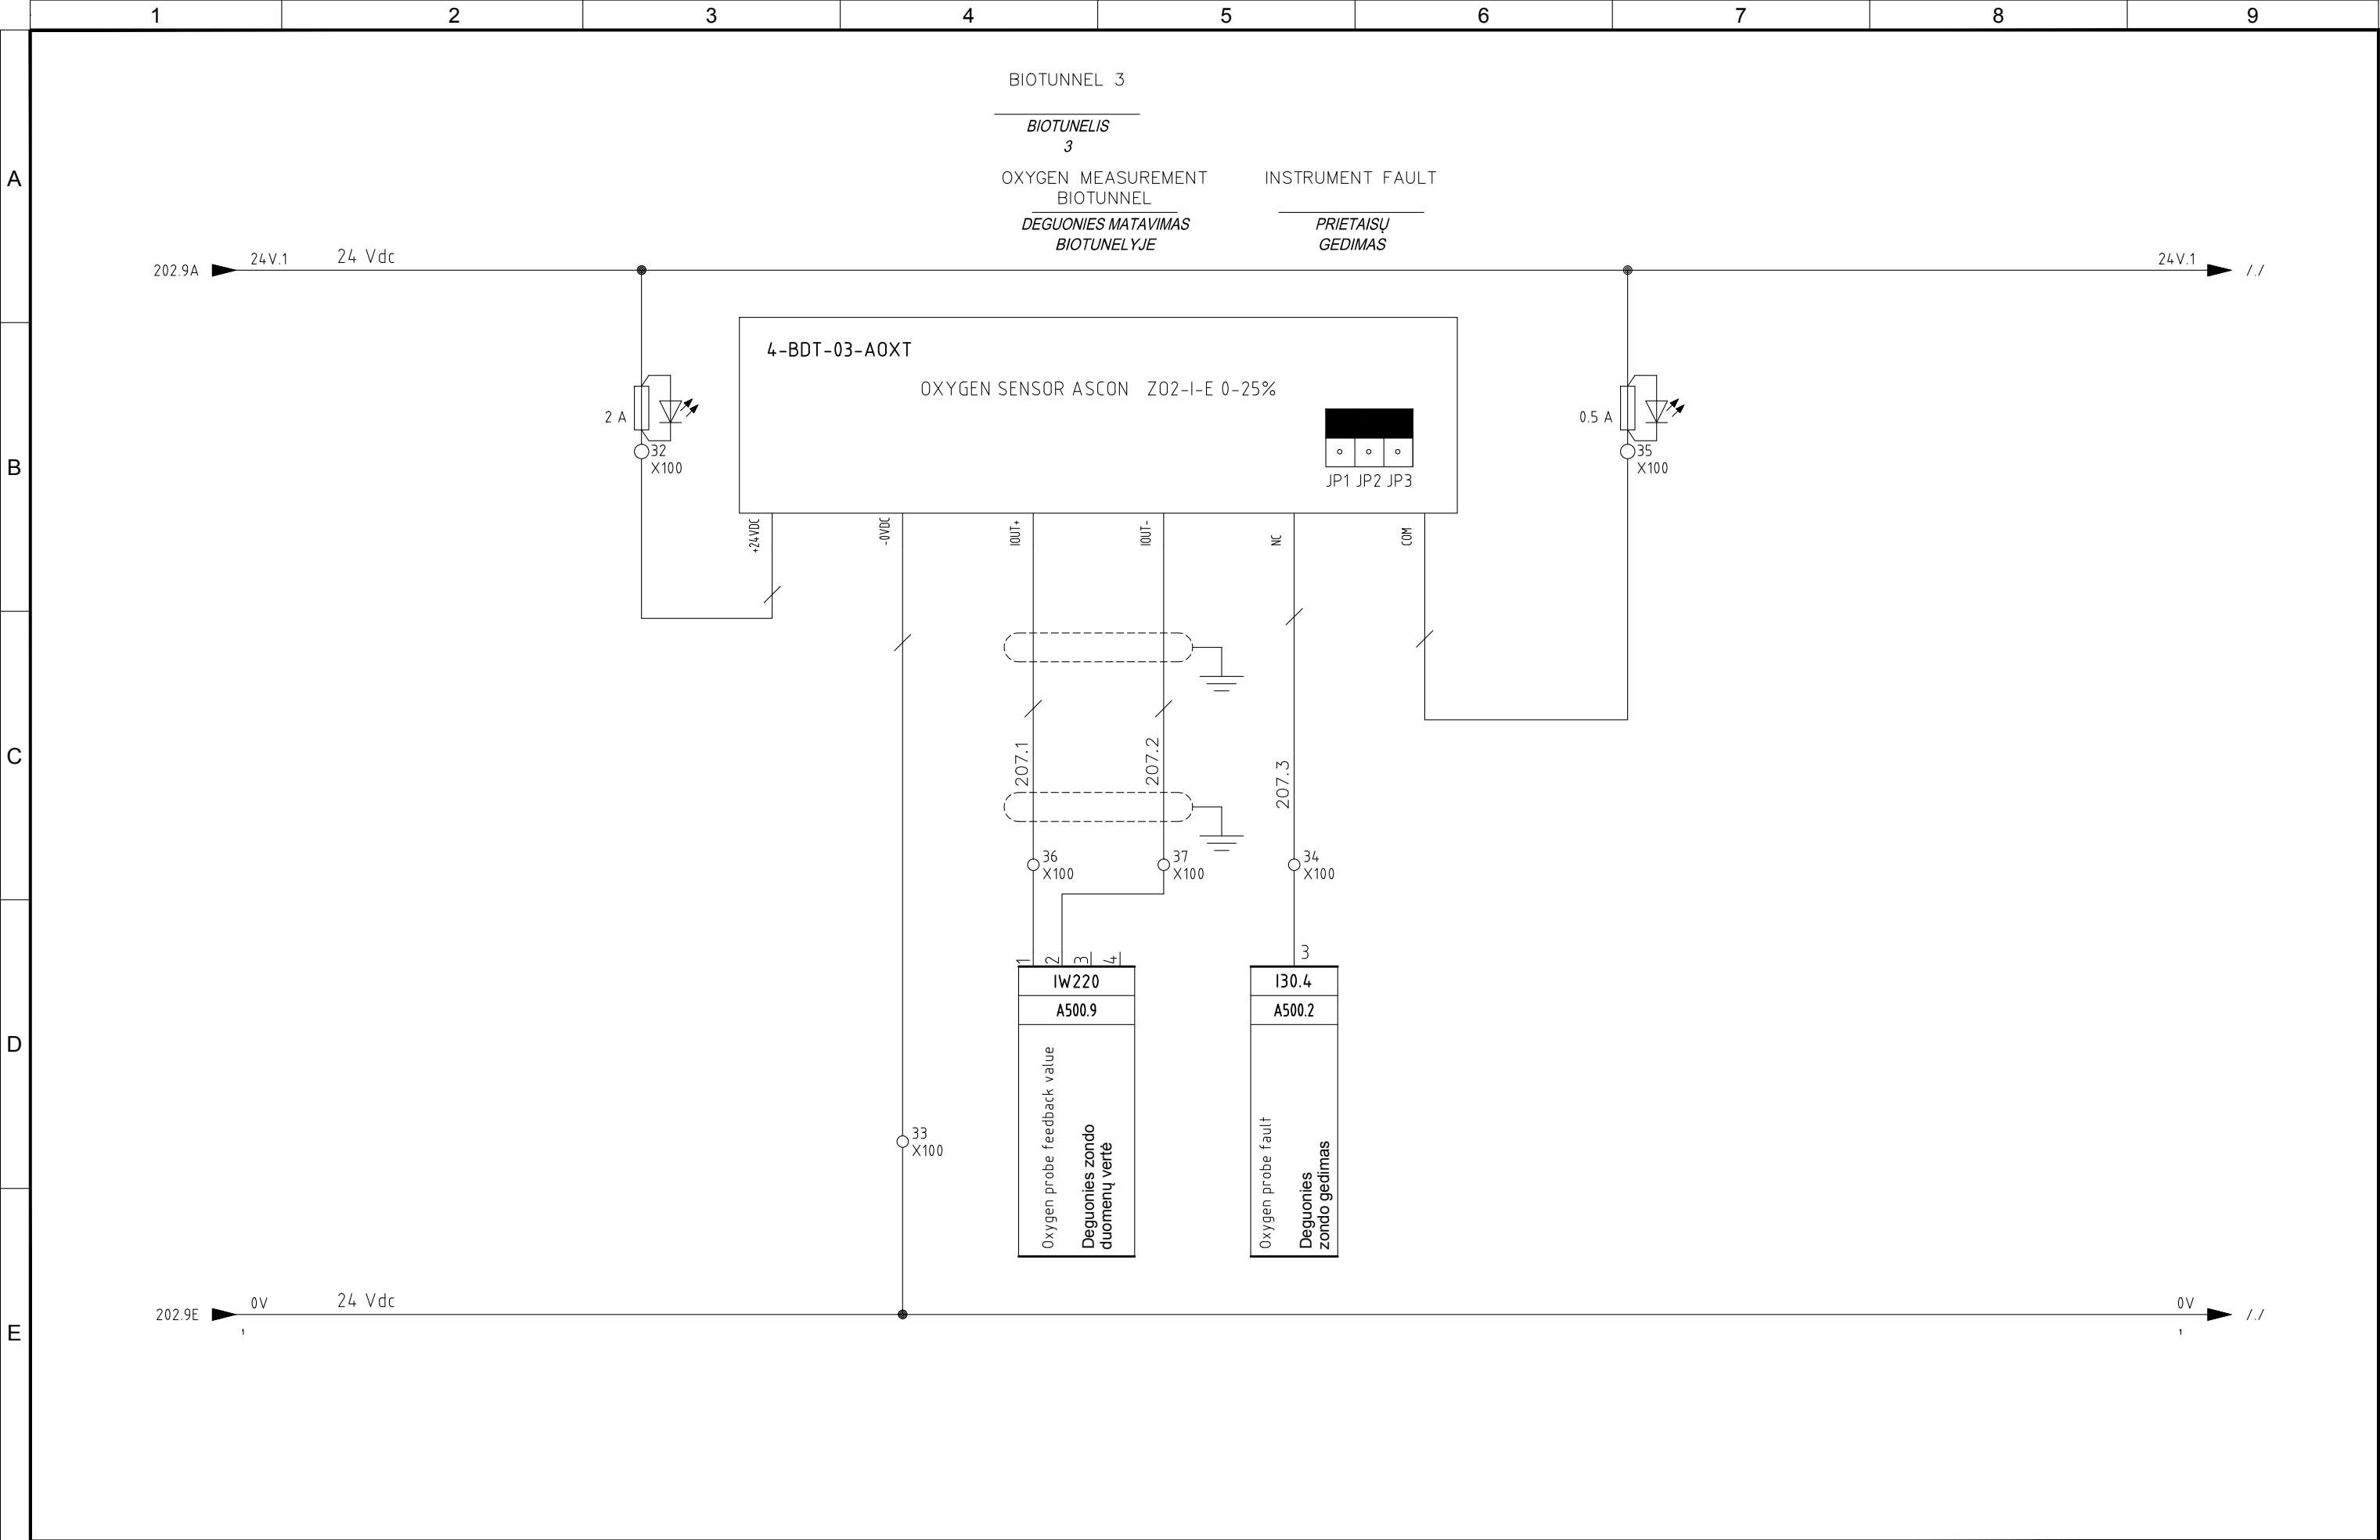 1 2 3 4 5 6 7 8 9
BIOTUNNEL 3
BIOTUNELIS
3
A
OXYGEN MEASUREMENT
BIOTUNNEL
DEGUONIES MATAVIMAS
BIOTUNELYJE
INSTRUMENT FAULT
PRIETAISŲ
GEDIMAS
202.9A 24V.1 24 Vdc 24V.1 /./
4-BDT-03-AOXT
OXYGEN SENSOR ASCON ZO2-I-E 0-25%
2 A
32
X100
0.5 A
35
X100
B
JP1 JP2 JP3
+24VDC
-0VDC
IOUT+
IOUT-
NC
COM
C
207.1
207.2
207.3
36
X100
37
X100
34
X100
1 2 3 4
3
IW220
A500.9
I30.4
A500.2
D
Oxygen probe feedback value
Deguonies zondo
duomenų vertė
Oxygen probe fault
Deguonies
zondo gedimas
33
X100
202.9E 0V 24 Vdc 0V /./
1 1
E